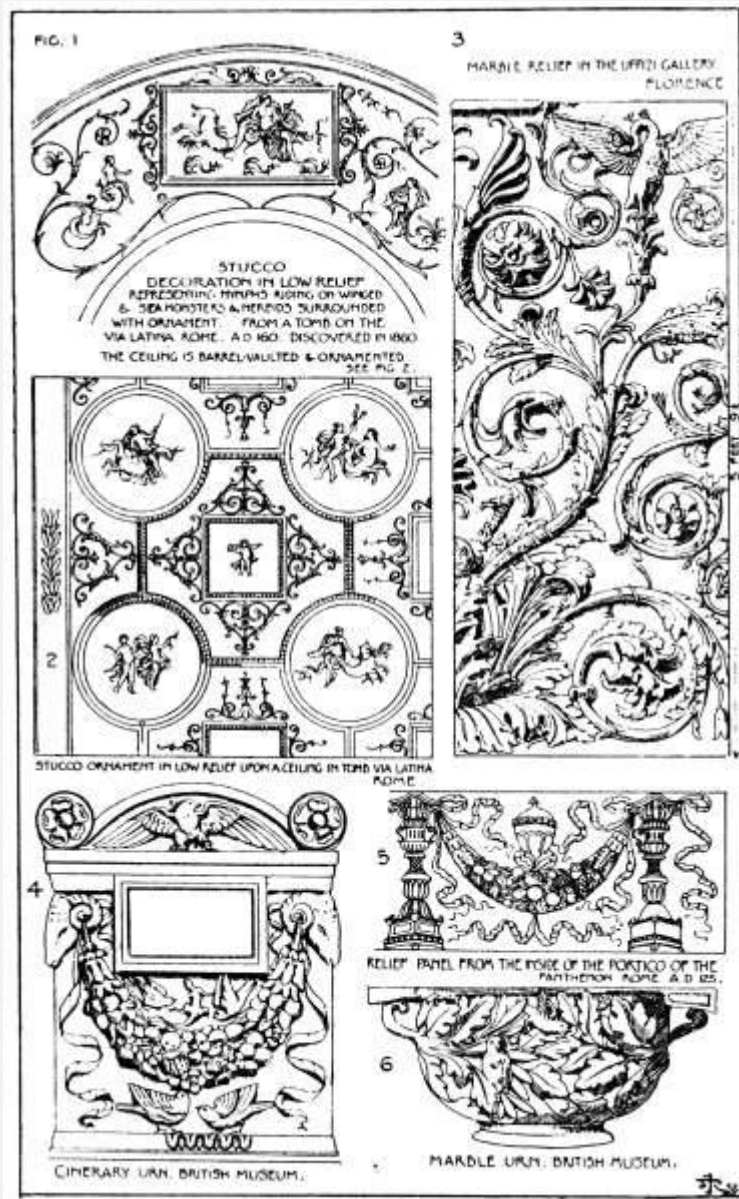 FIG. 1
STUCCO
DECORATION IN LOW RELIEF
REPRESENTING NYMPHS RIDING ON WINGED
& SEA MONSTERS & NEREIDS SURROUNDED
WITH ORNAMENT. FROM A TOMB ON THE
VIA LATINA ROME. A D 160. DISCOVERED IN 1860
THE CEILING IS BARREL-VAULTED & ORNAMENTED
SEE FIG 2.
2
STUCCO ORNAMENT IN LOW RELIEF UPON A CEILING IN TOMB VIA LATINA
ROME
3
MARBLE RELIEF IN THE UFFIZI GALLERY
FLORENCE
5 FEET 9
4
CINERARY URN. BRITISH MUSEUM.
5
RELIEF PANEL FROM THE INSIDE OF THE PORTICO OF THE
PANTHENON ROME A D 125.
6
MARBLE URN. BRITISH MUSEUM.